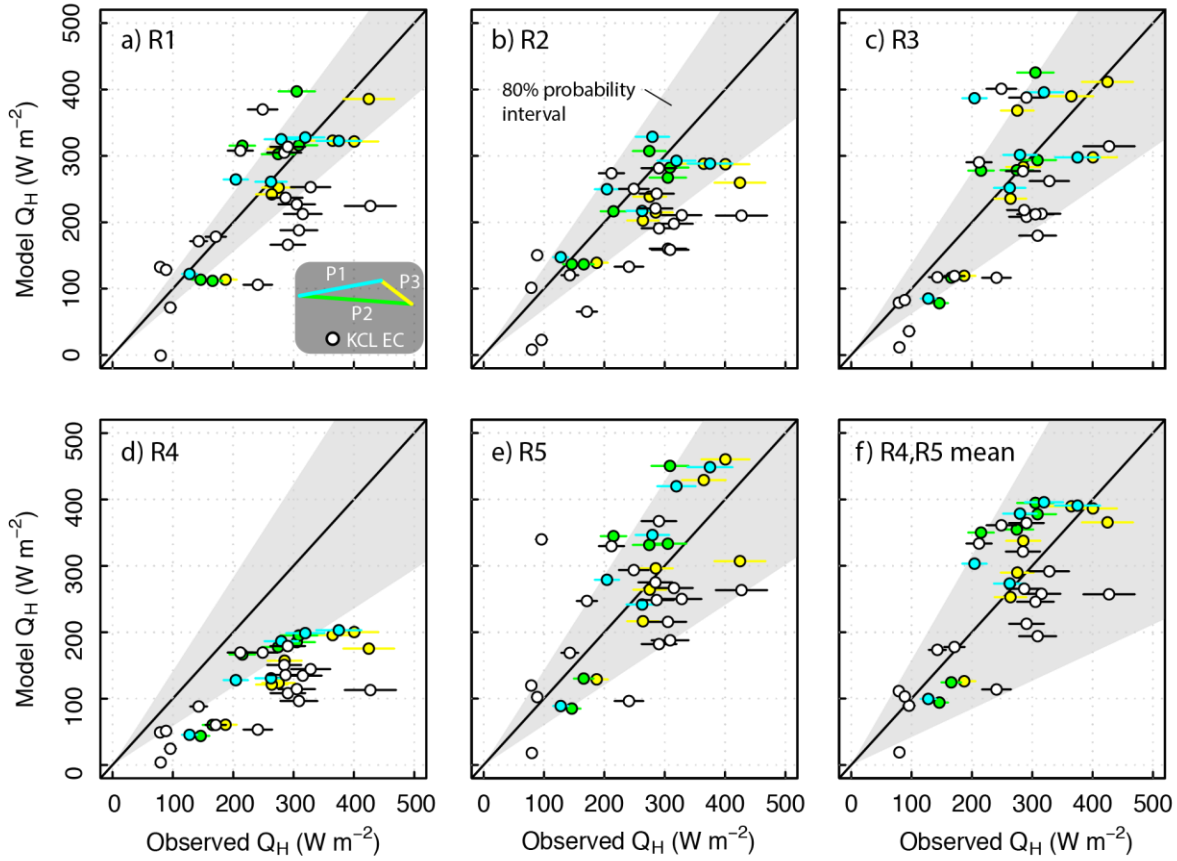 a) R1
b) R2
80% probability
interval
c) R3
Model Q_H (W m⁻²)
0 100 200 300 400 500
P1
P3
P2
KCL EC
d) R4
e) R5
f) R4,R5 mean
Model Q_H (W m⁻²)
0 100 200 300 400 500
0 100 200 300 400 500
0 100 200 300 400 500
0 100 200 300 400 500
Observed Q_H (W m⁻²)
Observed Q_H (W m⁻²)
Observed Q_H (W m⁻²)